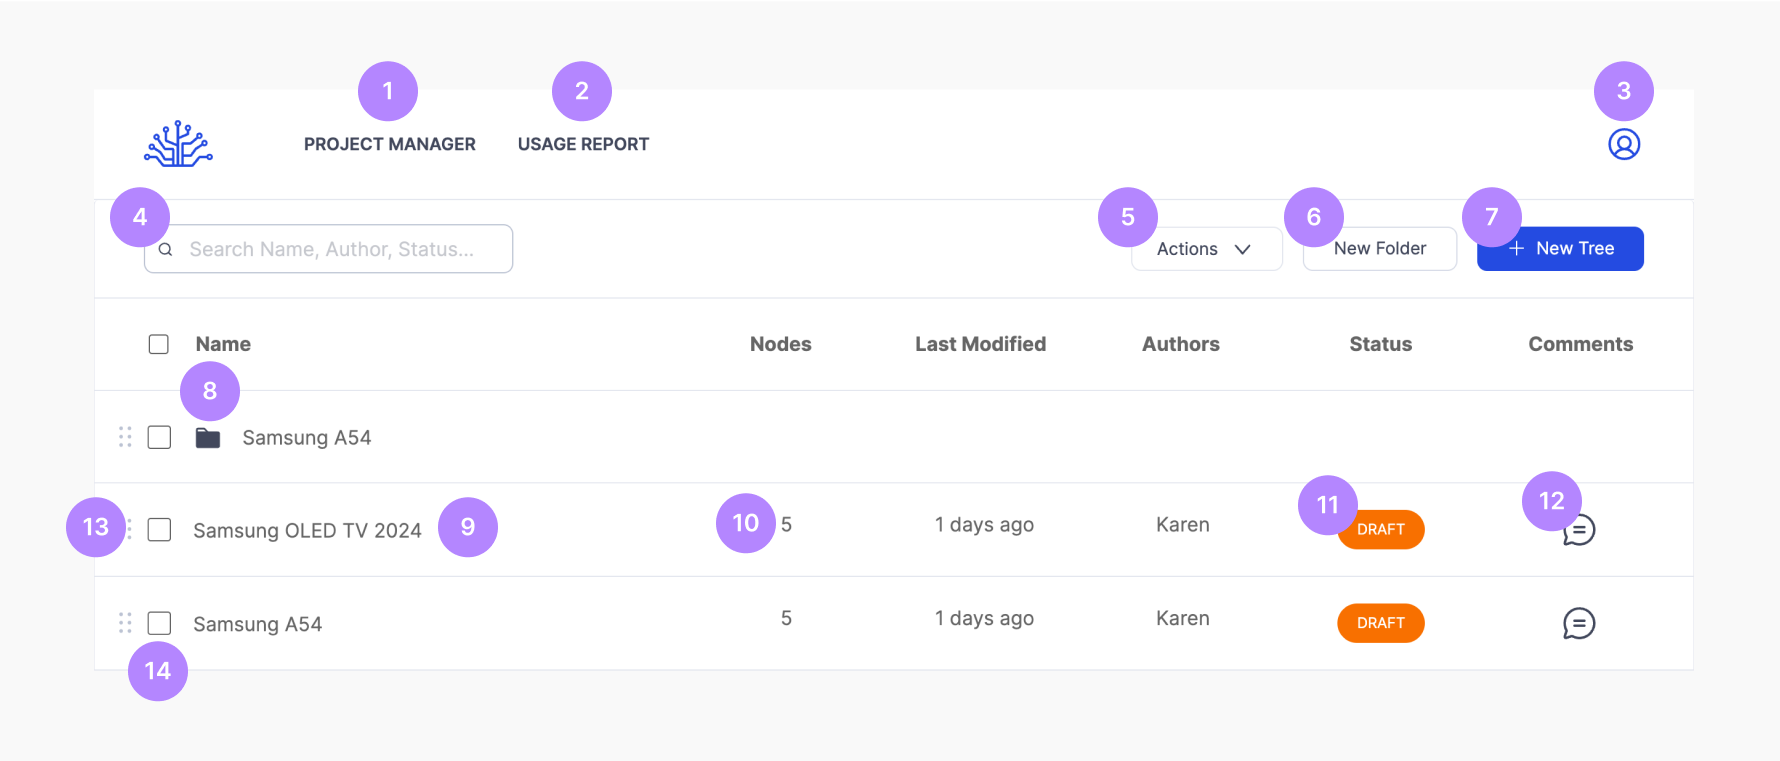 1 2 3
PROJECT MANAGER USAGE REPORT
4 5 6 7
Search Name, Author, Status... Actions New Folder + New Tree
Name Nodes Last Modified Authors Status Comments
8
Samsung A54
13 Samsung OLED TV 2024 9 10 5 1 days ago Karen 11 DRAFT 12
Samsung A54 5 1 days ago Karen DRAFT
14